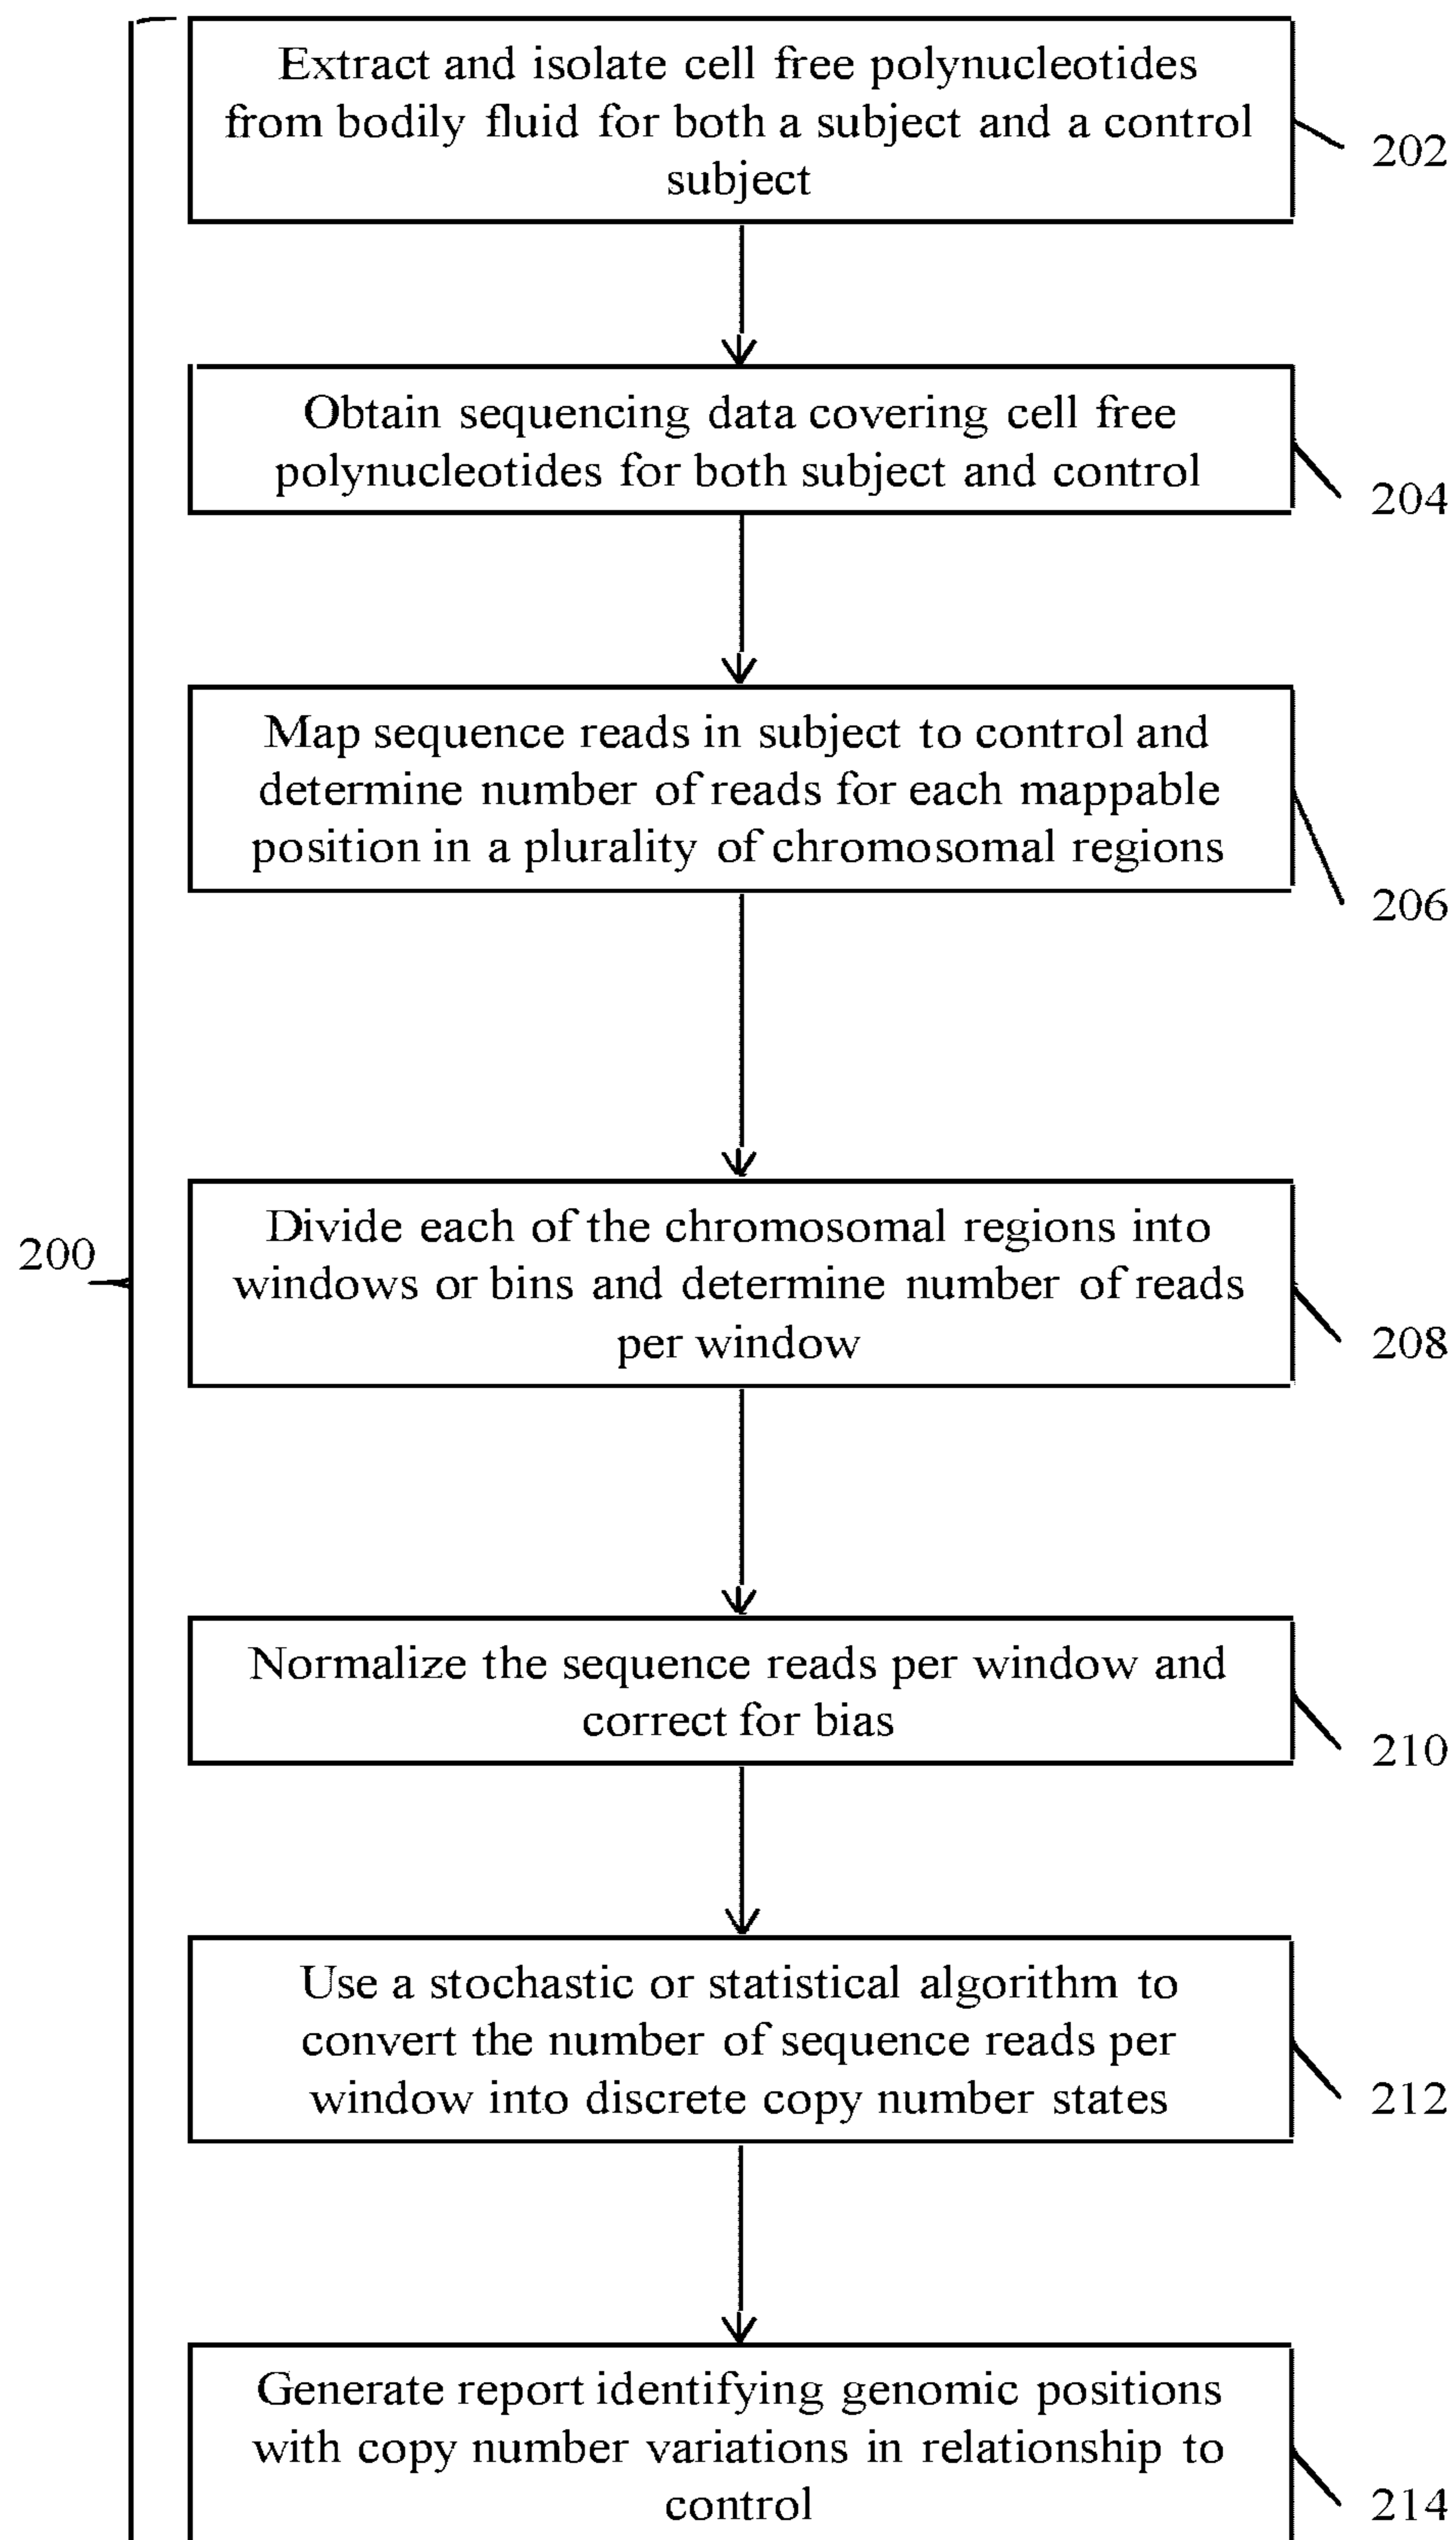 Extract and isolate cell free polynucleotides
from bodily fluid for both a subject and a control
subject
202
Obtain sequencing data covering cell free
polynucleotides for both subject and control
204
Map sequence reads in subject to control and
determine number of reads for each mappable
position in a plurality of chromosomal regions
206
200
Divide each of the chromosomal regions into
windows or bins and determine number of reads
per window
208
Normalize the sequence reads per window and
correct for bias
210
Use a stochastic or statistical algorithm to
convert the number of sequence reads per
window into discrete copy number states
212
Generate report identifying genomic positions
with copy number variations in relationship to
control
214